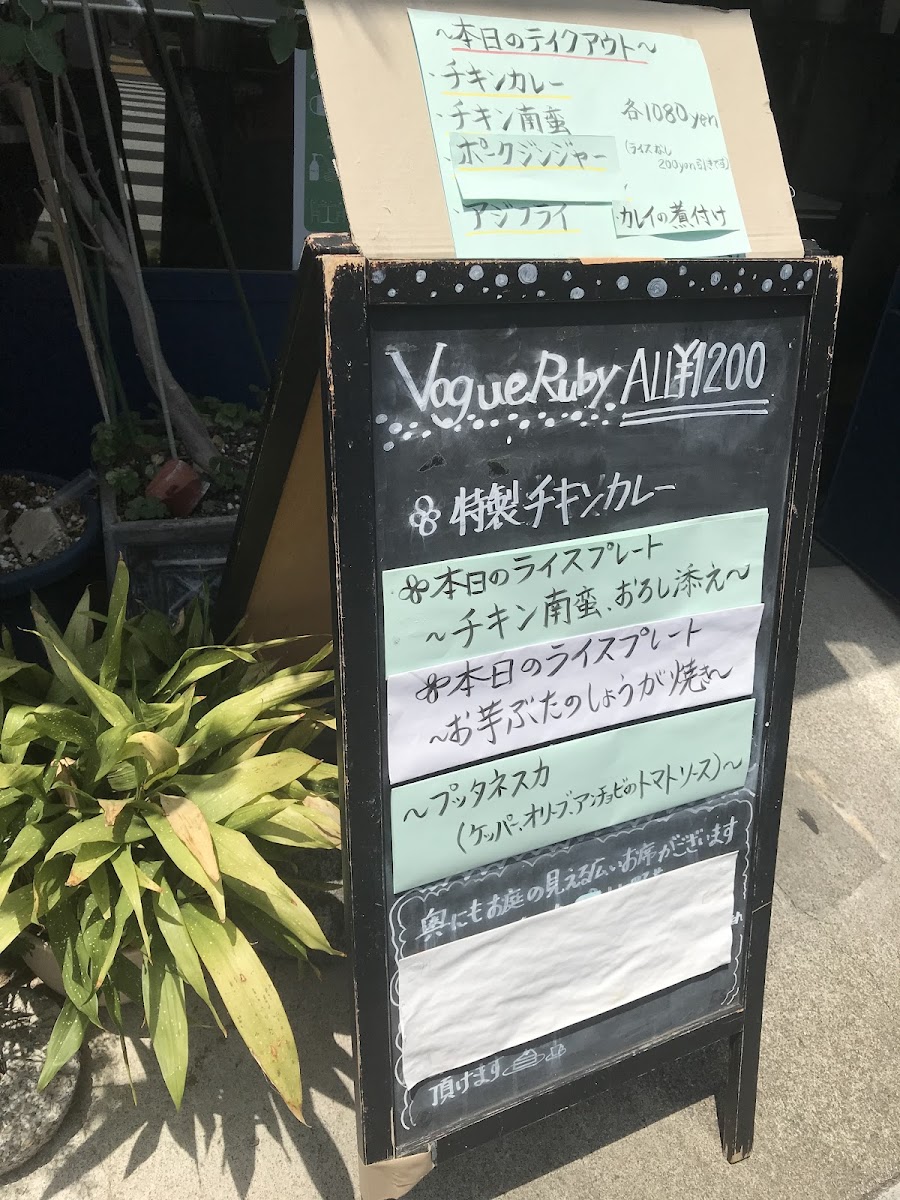 ~本日のテイクアウト~
・チキンカレー
・チキン南蛮 各1080yen
・ポークジンジャー (ライスなし
200yen引きです)
・アジフライ ・カレイの煮付け
Vogue Ruby All¥1200
特製チキンカレー
本日のライスプレート
~チキン南蛮、おろし添え~
本日のライスプレート
~お芋ぶたのしょうが焼き~
~プッタネスカ
(ケッパー、オリーブ、アンチョビのトマトソース)~
奥にもお庭の見える広いお席がございます
頂けます